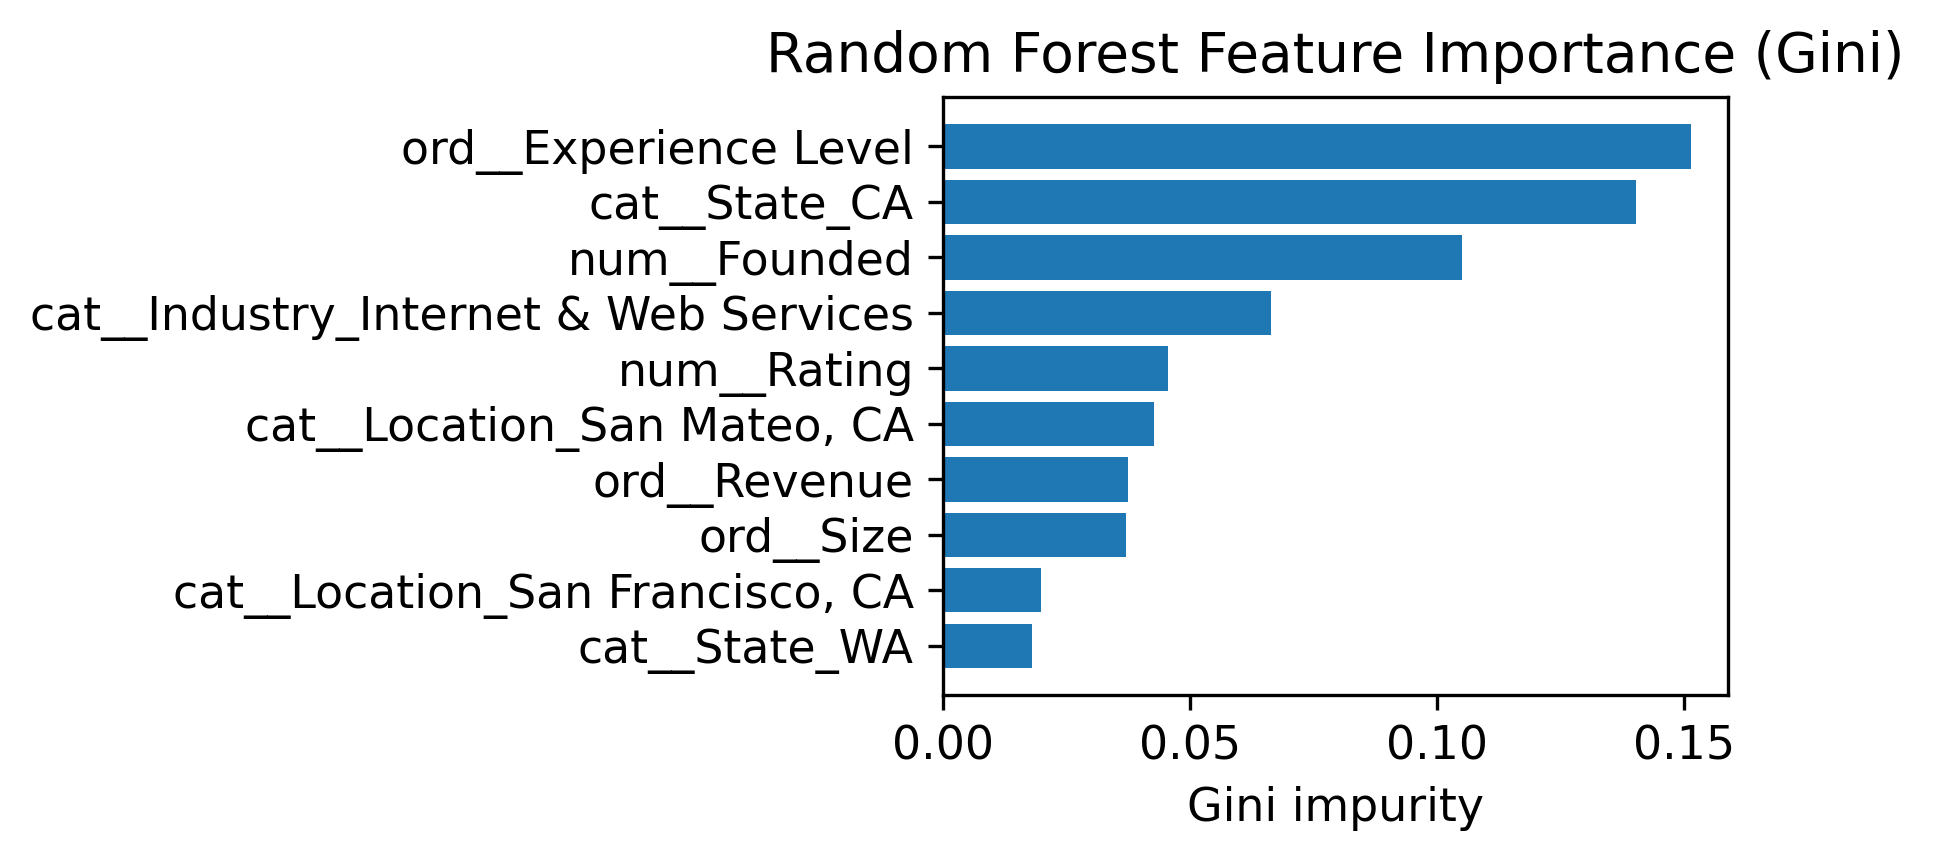 Random Forest Feature Importance (Gini)
ord__Experience Level
cat__State_CA
num__Founded
cat__Industry_Internet & Web Services
num__Rating
cat__Location_San Mateo, CA
ord__Revenue
ord__Size
cat__Location_San Francisco, CA
cat__State_WA
0.00 0.05 0.10 0.15
Gini impurity